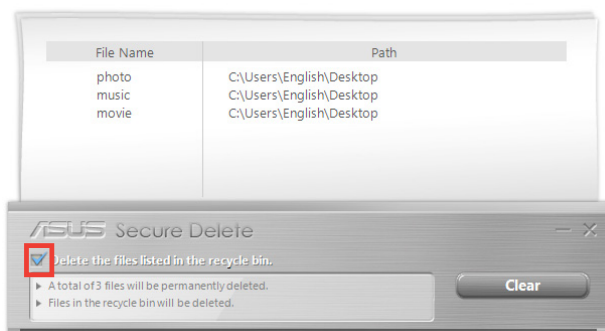 File Name Path
photo C:\Users\English\Desktop
music C:\Users\English\Desktop
movie C:\Users\English\Desktop
ASUS Secure Delete
Delete the files listed in the recycle bin.
A total of 3 files will be permanently deleted.
Files in the recycle bin will be deleted.
Clear